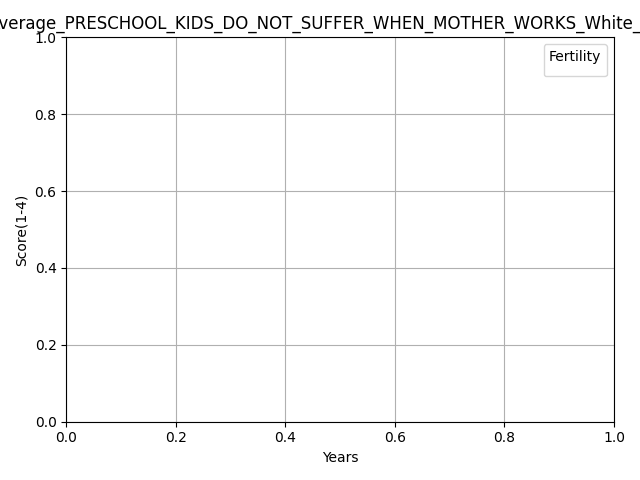 verage_PRESCHOOL_KIDS_DO_NOT_SUFFER_WHEN_MOTHER_WORKS_White_
Fertility
1.0
0.8
0.6
0.4
0.2
0.0
Score(1-4)
0.0 0.2 0.4 0.6 0.8 1.0
Years